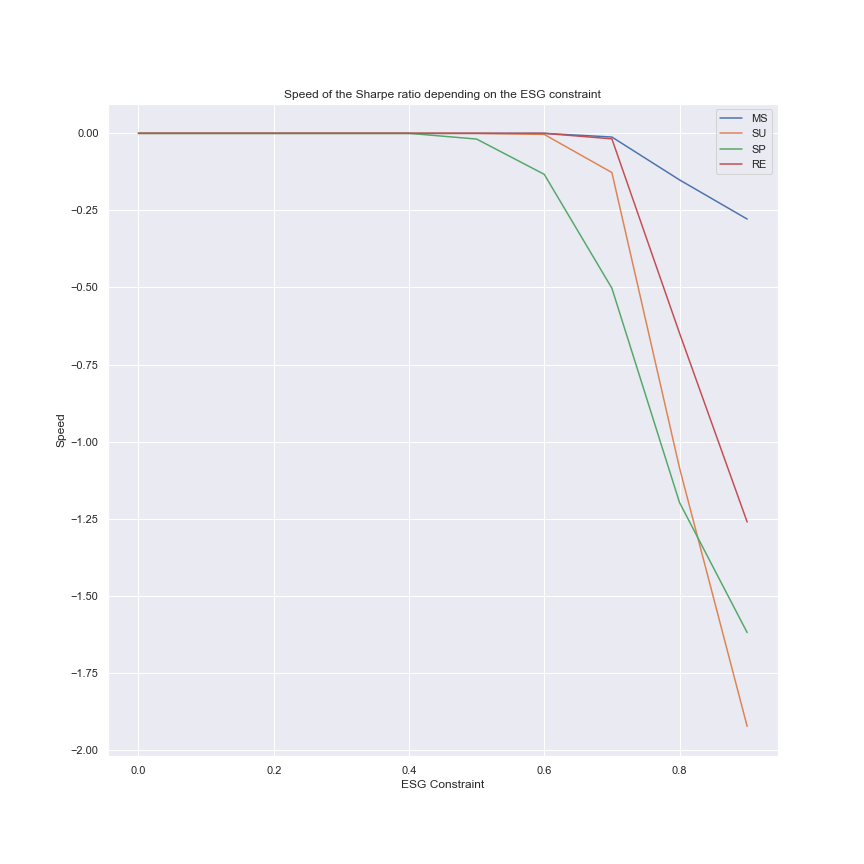 Speed of the Sharpe ratio depending on the ESG constraint
MS
SU
SP
RE
0.00
−0.25
−0.50
−0.75
−1.00
−1.25
−1.50
−1.75
−2.00
Speed
0.0 0.2 0.4 0.6 0.8
ESG Constraint